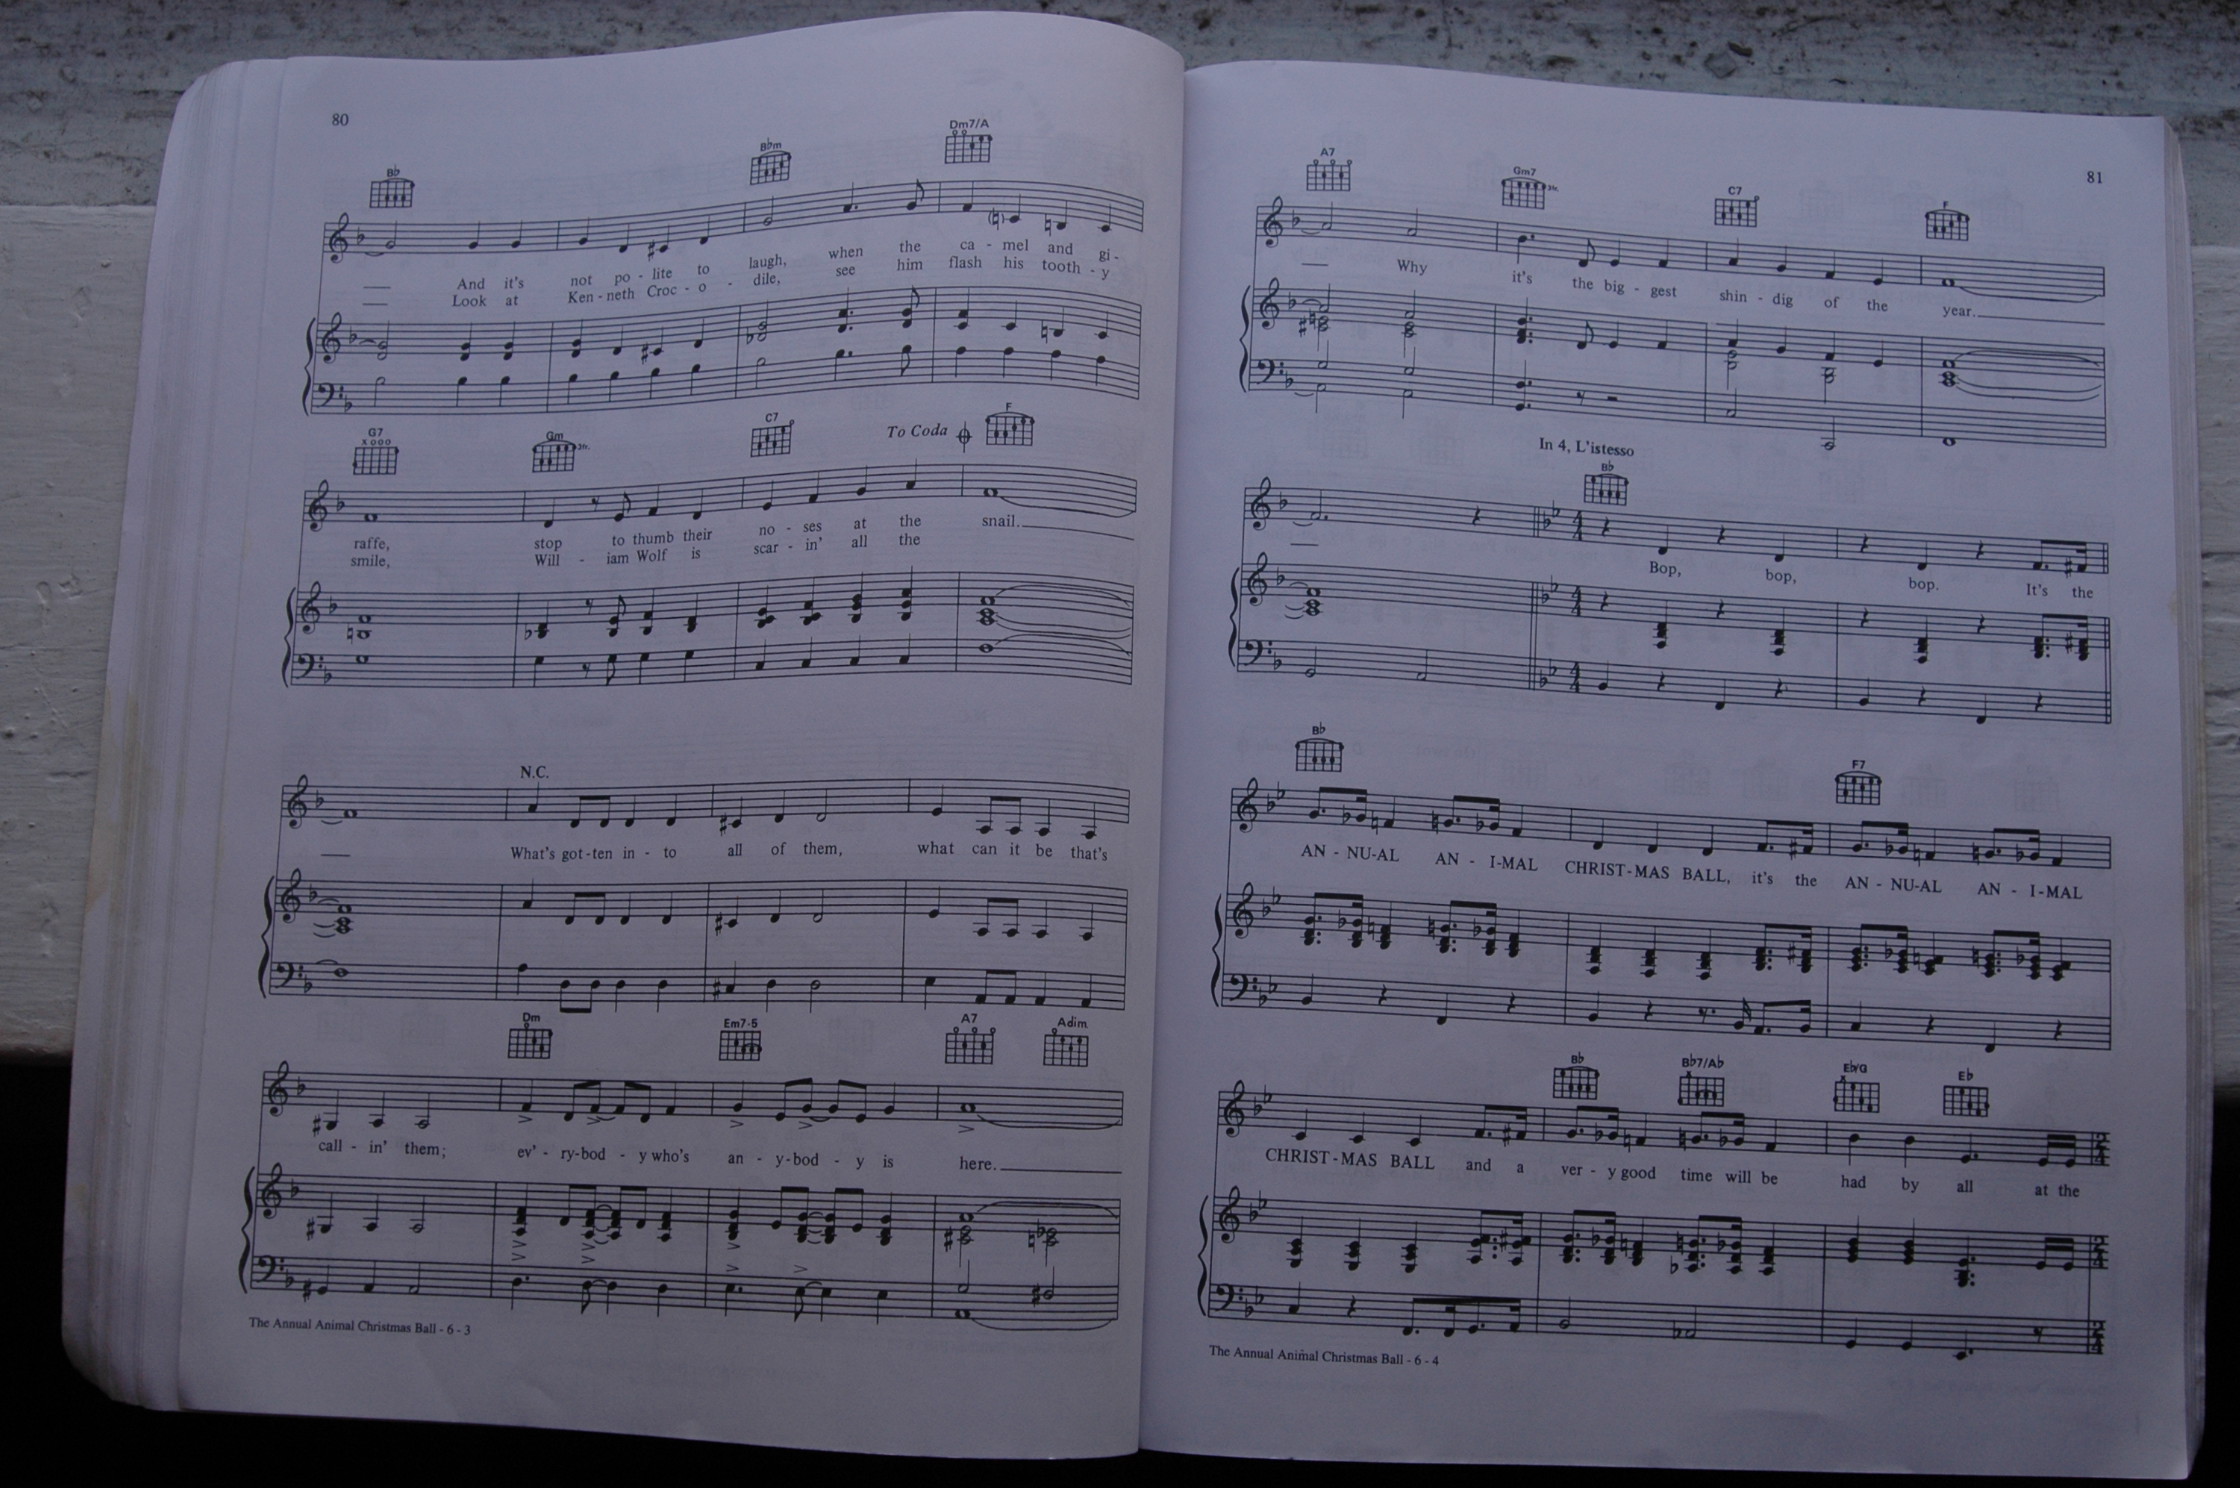 80
B♭ B♭m Dm7/A
And it's not po - lite to laugh, when the ca - mel and gi -
Look at Ken - neth Croc - o - dile, see him flash his tooth - y
G7 Gm C7 To Coda F
x o o o 3fr.
raffe, stop to thumb their no - ses at the snail.
smile, Will - iam Wolf is scar - in' all the
N.C.
What's got - ten in - to all of them, what can it be that's
Dm Em7-5 A7 Adim
call - in' them; ev' - ry-bod - y who's an - y-bod - y is here.
The Annual Animal Christmas Ball - 6 - 3
81
A7 Gm7 C7 F
3fr.
Why it's the big - gest shin - dig of the year.
In 4, L'istesso
B♭
4
4
Bop, bop, bop. It's the
B♭ F7
AN - NU-AL AN - I-MAL CHRIST-MAS BALL, it's the AN - NU-AL AN - I-MAL
B♭ B♭7/A♭ E♭/G E♭
2
4
CHRIST-MAS BALL and a ver - y good time will be had by all at the
The Annual Animal Christmas Ball - 6 - 4